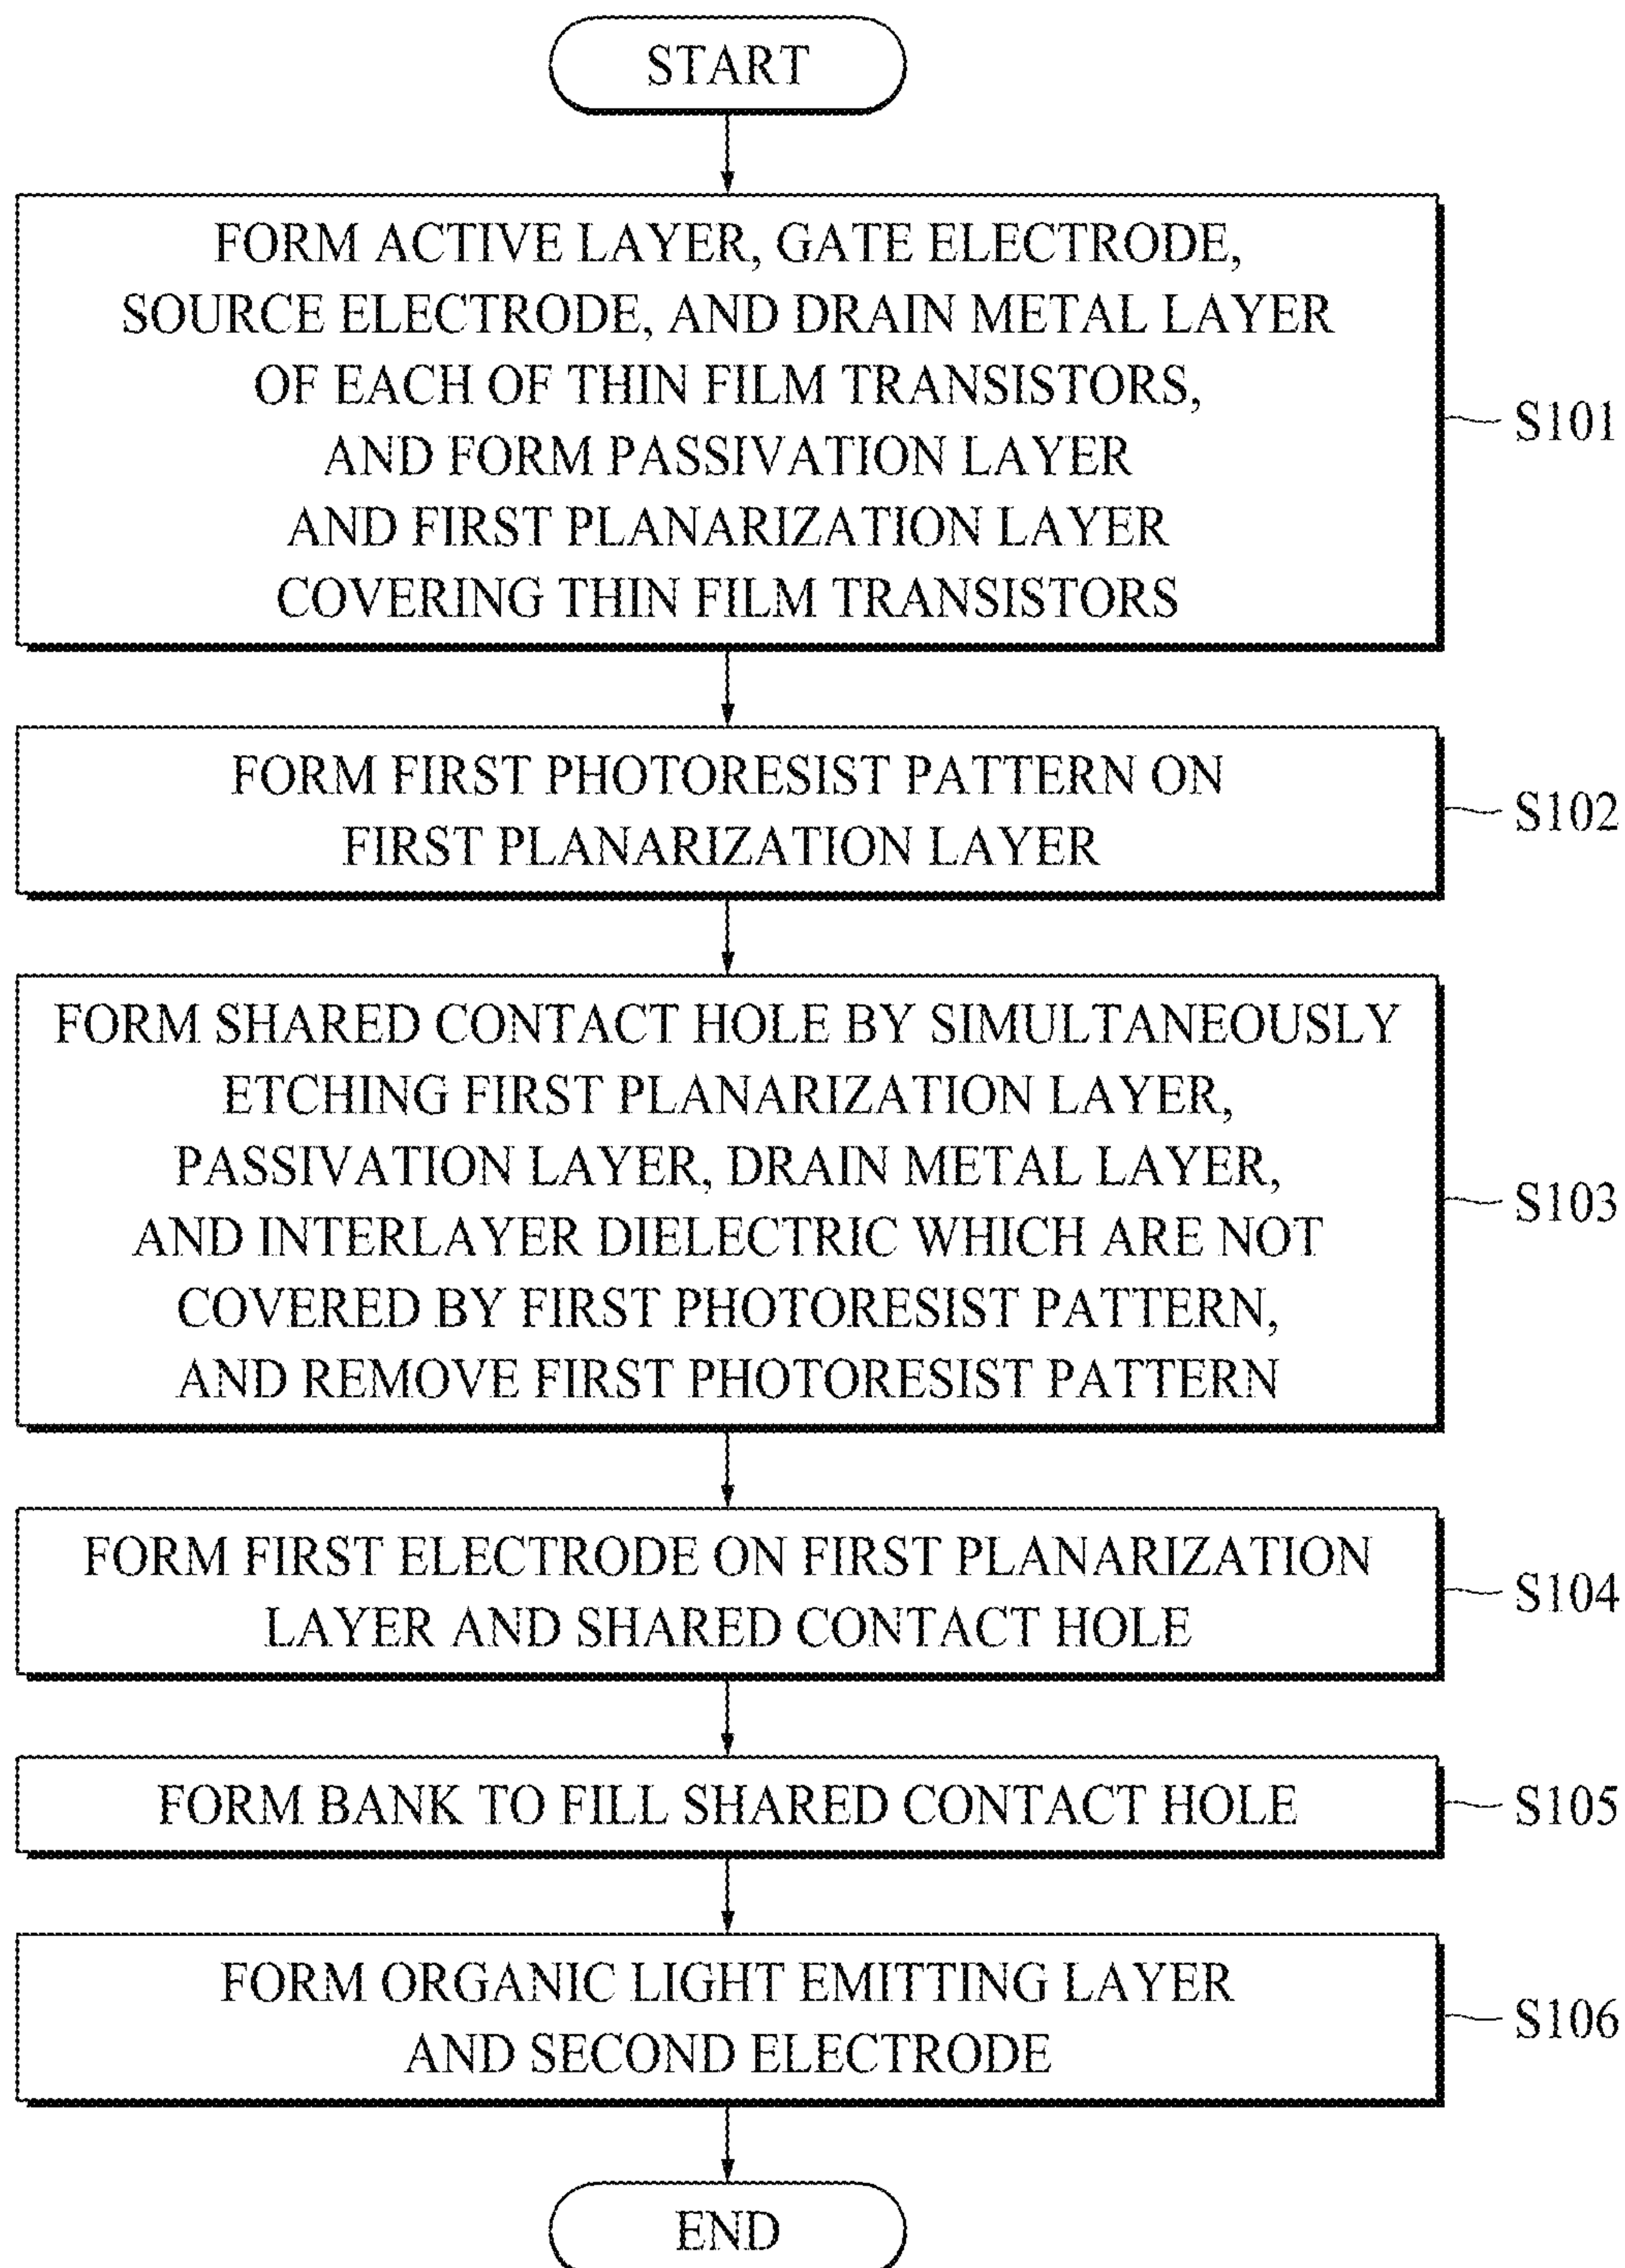 START
FORM ACTIVE LAYER, GATE ELECTRODE,
SOURCE ELECTRODE, AND DRAIN METAL LAYER
OF EACH OF THIN FILM TRANSISTORS,
AND FORM PASSIVATION LAYER
AND FIRST PLANARIZATION LAYER
COVERING THIN FILM TRANSISTORS
S101
FORM FIRST PHOTORESIST PATTERN ON
FIRST PLANARIZATION LAYER
S102
FORM SHARED CONTACT HOLE BY SIMULTANEOUSLY
ETCHING FIRST PLANARIZATION LAYER,
PASSIVATION LAYER, DRAIN METAL LAYER,
AND INTERLAYER DIELECTRIC WHICH ARE NOT
COVERED BY FIRST PHOTORESIST PATTERN,
AND REMOVE FIRST PHOTORESIST PATTERN
S103
FORM FIRST ELECTRODE ON FIRST PLANARIZATION
LAYER AND SHARED CONTACT HOLE
S104
FORM BANK TO FILL SHARED CONTACT HOLE
S105
FORM ORGANIC LIGHT EMITTING LAYER
AND SECOND ELECTRODE
S106
END